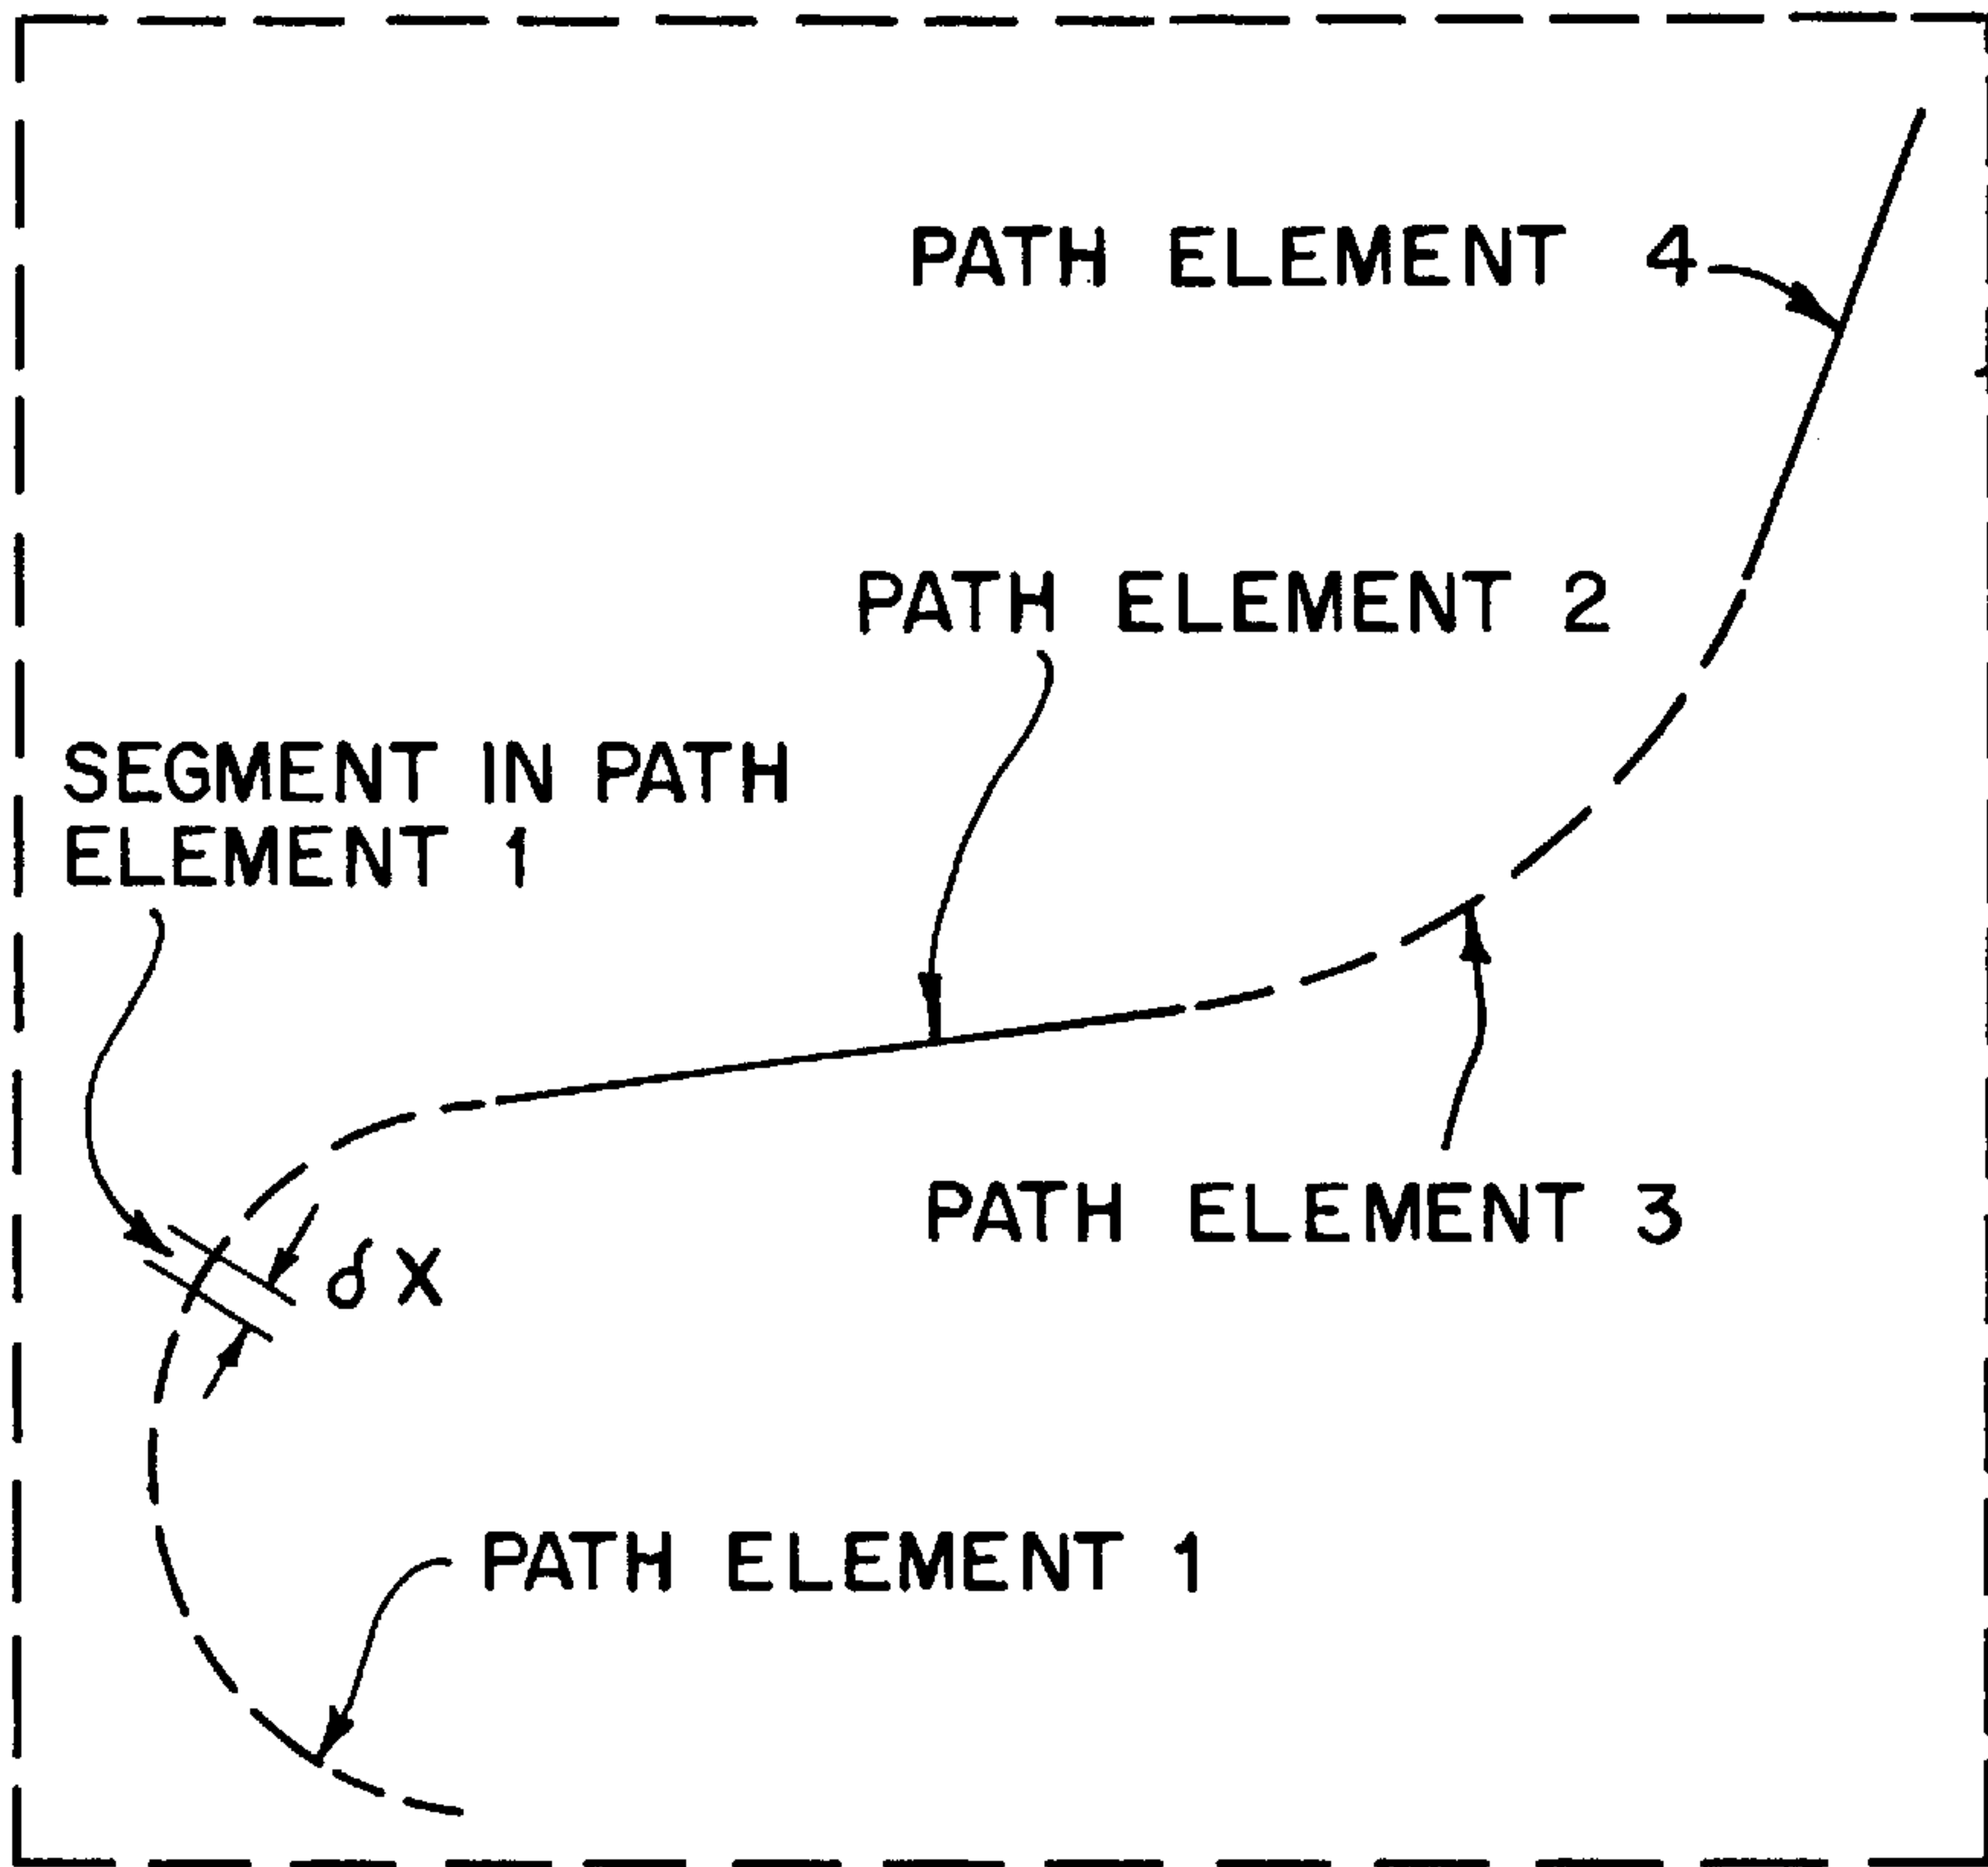 PATH ELEMENT 4
PATH ELEMENT 2
SEGMENT IN PATH
ELEMENT 1
PATH ELEMENT 3
δX
PATH ELEMENT 1